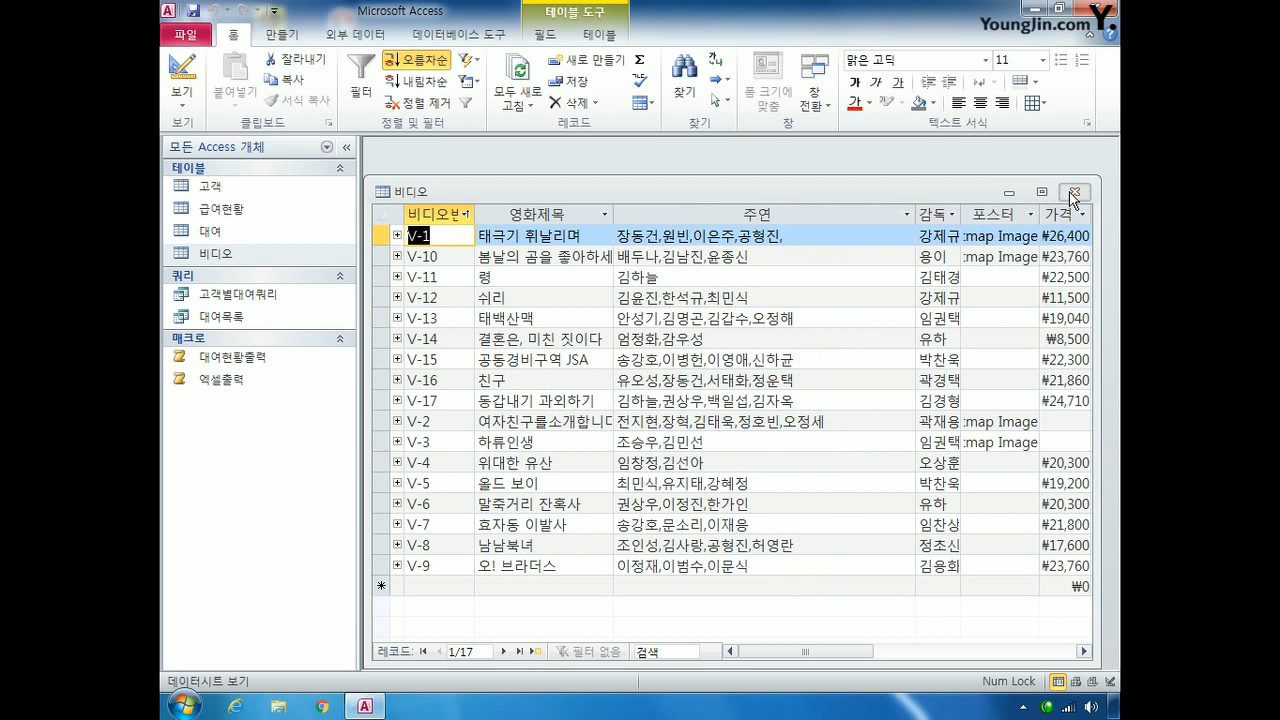 Microsoft Access
테이블 도구
Younglin.com Y.
파일 홈 만들기 외부 데이터 데이터베이스 도구 필드 테이블
보기
보기
붙여넣기
잘라내기
복사
서식 복사
클립보드
필터
오름차순
내림차순
정렬 제거
정렬 및 필터
모두 새로
고침
새로 만들기
저장
삭제
레코드
찾기
찾기
폼 크기에
맞춤
창
전환
창
맑은 고딕 11
가 가 가
가
텍스트 서식
모든 Access 개체
테이블
고객
급여현황
대여
비디오
쿼리
고객별대여쿼리
대여목록
매크로
대여현황출력
엑셀출력
비디오
비디오번 영화제목 주연 감독 포스터 가격
V-1 태극기 휘날리며 장동건,원빈,이은주,공형진, 강제규 :map Image ₩26,400
V-10 봄날의 곰을 좋아하세 배두나,김남진,윤종신 용이 :map Image ₩23,760
V-11 령 김하늘 김태경 ₩22,500
V-12 쉬리 김윤진,한석규,최민식 강제규 ₩11,500
V-13 태백산맥 안성기,김명곤,김갑수,오정해 임권택 ₩19,040
V-14 결혼은, 미친 짓이다 엄정화,감우성 유하 ₩8,500
V-15 공동경비구역 JSA 송강호,이병헌,이영애,신하균 박찬욱 ₩22,300
V-16 친구 유오성,장동건,서태화,정운택 곽경택 ₩21,860
V-17 동갑내기 과외하기 김하늘,권상우,백일섭,김자옥 김경형 ₩24,710
V-2 여자친구를소개합니다 전지현,장혁,김태욱,정호빈,오정세 곽재용 :map Image
V-3 하류인생 조승우,김민선 임권택 :map Image
V-4 위대한 유산 임창정,김선아 오상훈 ₩20,300
V-5 올드 보이 최민식,유지태,강혜정 박찬욱 ₩19,200
V-6 말죽거리 잔혹사 권상우,이정진,한가인 유하 ₩20,300
V-7 효자동 이발사 송강호,문소리,이재응 임찬상 ₩21,800
V-8 남남북녀 조인성,김사랑,공형진,허영란 정초신 ₩17,600
V-9 오! 브라더스 이정재,이범수,이문식 김용화 ₩23,760
₩0
레코드: 1/17 필터 없음 검색
데이터시트 보기 Num Lock